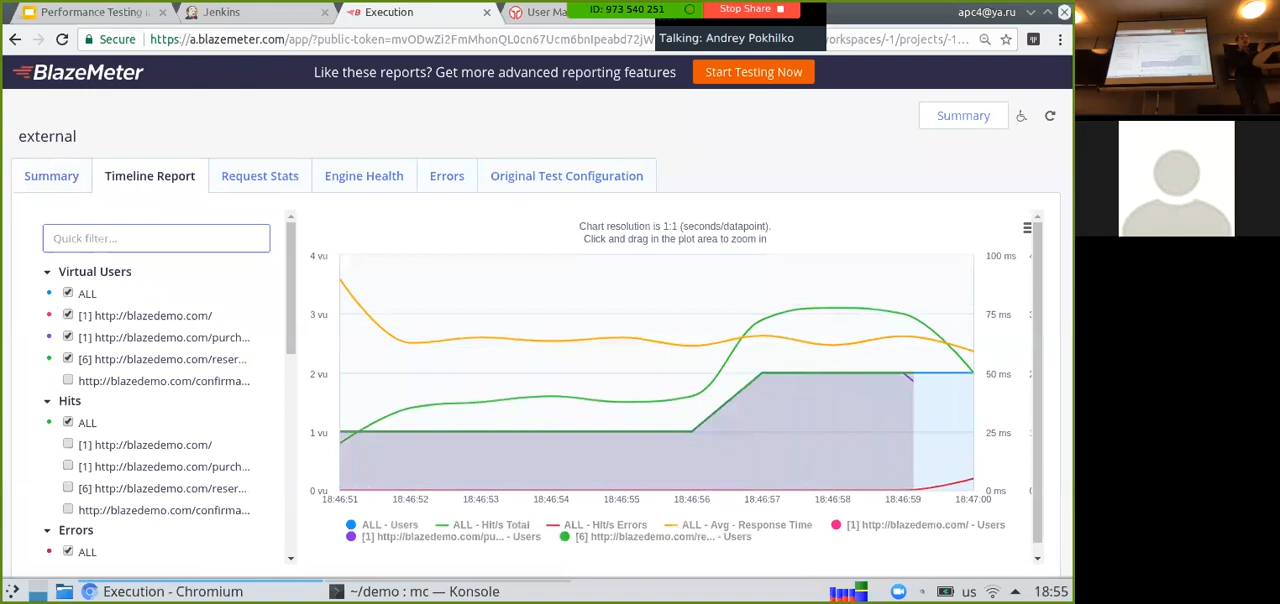 Performance Testing in
Jenkins
Execution
User Ma
ID: 973 540 251
Stop Share
apc4@ya.ru
Talking: Andrey Pokhilko
Secure
https://a.blazemeter.com/app/?public-token=mvODwZi2FmMhonQL0cn67Ucm6bnIpeabd72jW
orkspaces/-1/projects/-1...
BlazeMeter
Like these reports? Get more advanced reporting features
Start Testing Now
Summary
external
Summary
Timeline Report
Request Stats
Engine Health
Errors
Original Test Configuration
Quick filter...
Virtual Users
ALL
[1] http://blazedemo.com/
[1] http://blazedemo.com/purch...
[6] http://blazedemo.com/reser...
http://blazedemo.com/confirma...
Hits
ALL
[1] http://blazedemo.com/
[1] http://blazedemo.com/purch...
[6] http://blazedemo.com/reser...
http://blazedemo.com/confirma...
Errors
ALL
Chart resolution is 1:1 (seconds/datapoint).
Click and drag in the plot area to zoom in
4 vu
3 vu
2 vu
1 vu
0 vu
100 ms
75 ms
50 ms
25 ms
0 ms
18:46:51 18:46:52 18:46:53 18:46:54 18:46:55 18:46:56 18:46:57 18:46:58 18:46:59 18:47:00
ALL - Users ALL - Hit/s Total ALL - Hit/s Errors ALL - Avg - Response Time [1] http://blazedemo.com/ - Users
[1] http://blazedemo.com/pu... - Users [6] http://blazedemo.com/re... - Users
Execution - Chromium
~/demo : mc — Konsole
us
18:55